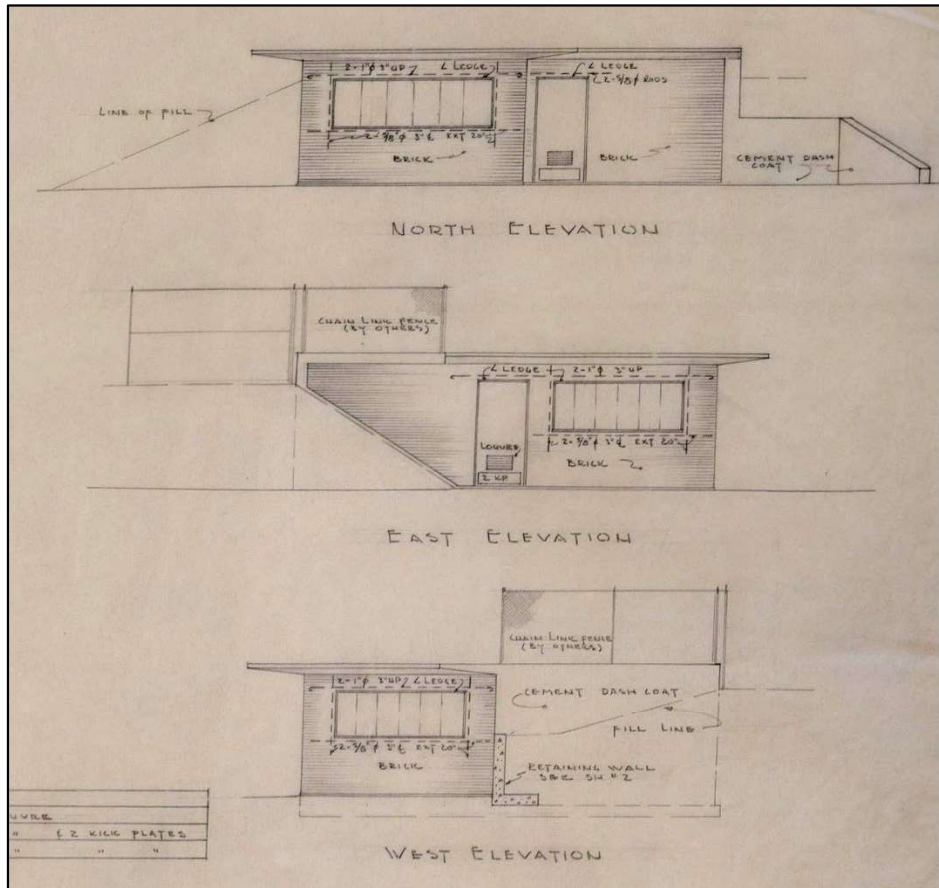 2-1"φ 3"UP ∠ LEDGE
∠ LEDGE
2-5/8"φ RODS
LINE OF FILL
2-5/8"φ 3"℄ EXT 20"
BRICK
BRICK
CEMENT DASH
COAT
NORTH ELEVATION
CHAIN LINK FENCE
(BY OTHERS)
∠ LEDGE 2-1"φ 3"UP
2-5/8"φ 3"℄ EXT 20"
LOUVRE
BRICK
2 KP
EAST ELEVATION
CHAIN LINK FENCE
(BY OTHERS)
2-1"φ 3"UP ∠ LEDGE
CEMENT DASH COAT
FILL LINE
2-5/8"φ 3"℄ EXT 20"
BRICK
RETAINING WALL
SEE SH #2
UVRE
" & 2 KICK PLATES
" " "
WEST ELEVATION